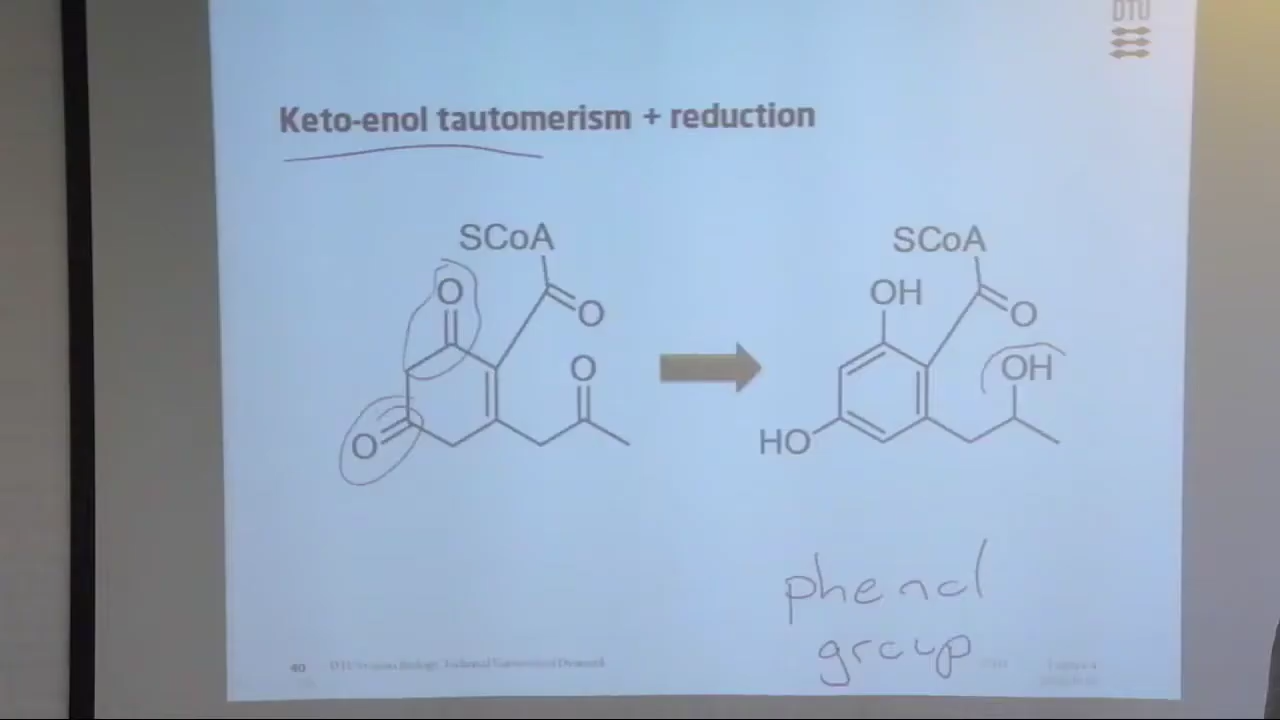 DTU
Keto-enol tautomerism + reduction
SCoA
O
O
O
O
SCoA
OH
O
OH
HO
phenol
group
40